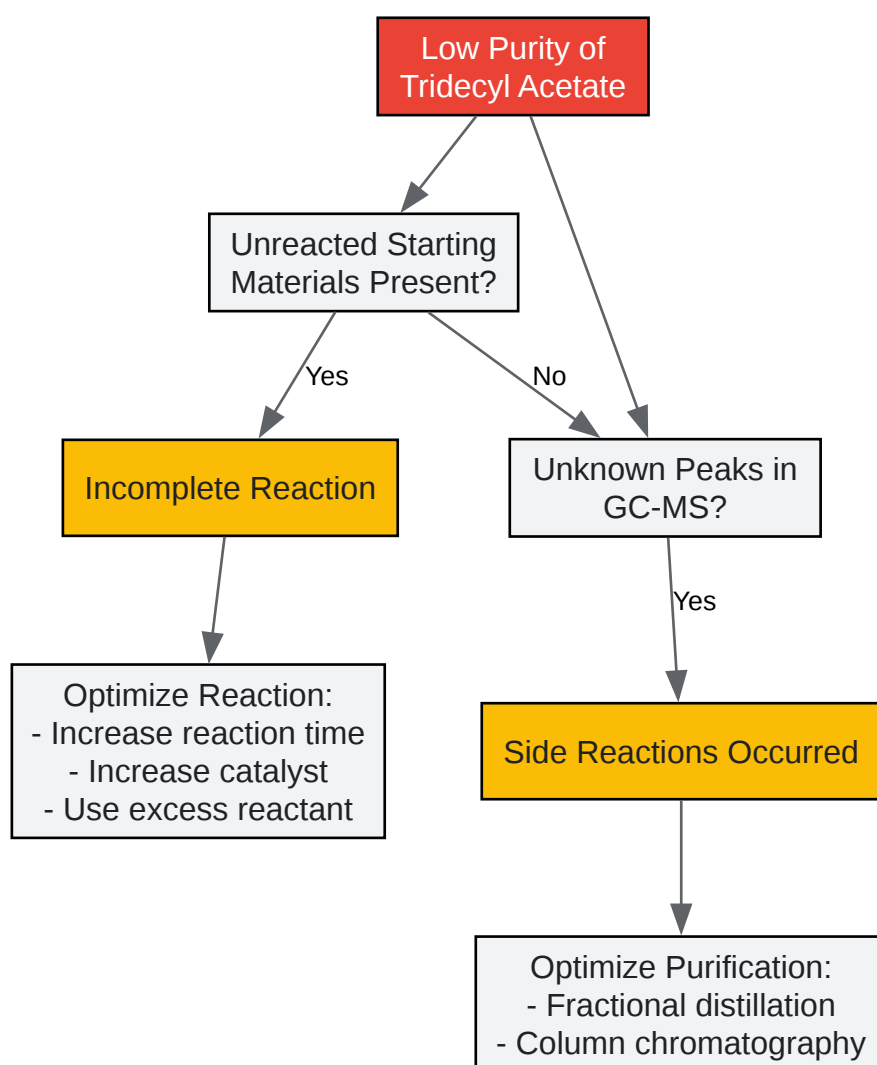 Low Purity of
Tridecyl Acetate
Unreacted Starting
Materials Present?
Yes
No
Incomplete Reaction
Unknown Peaks in
GC-MS?
Yes
Optimize Reaction:
- Increase reaction time
- Increase catalyst
- Use excess reactant
Side Reactions Occurred
Optimize Purification:
- Fractional distillation
- Column chromatography